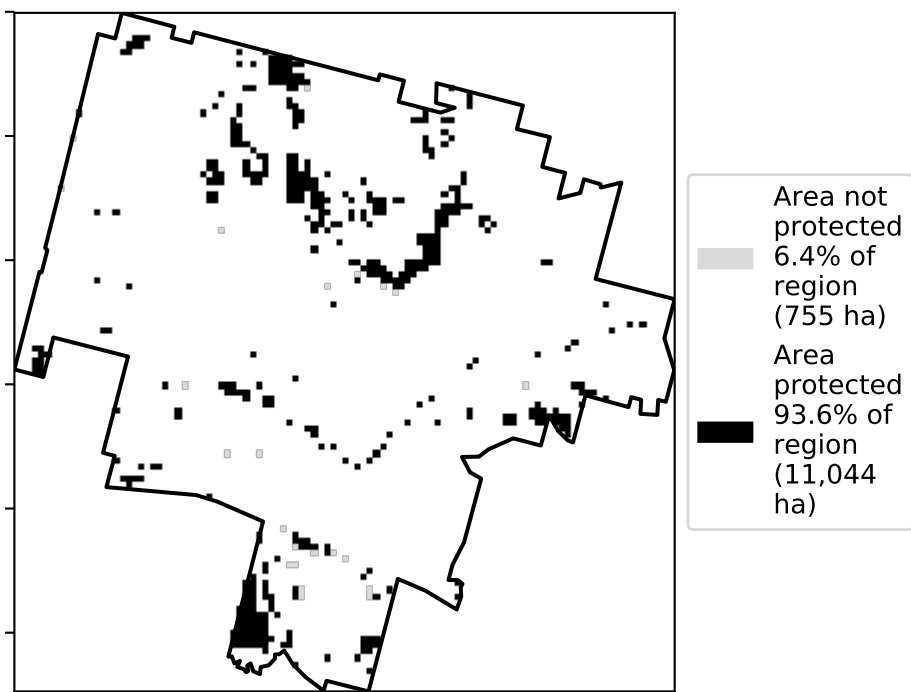 Area not
protected
6.4% of
region
(755 ha)
Area
protected
93.6% of
region
(11,044
ha)